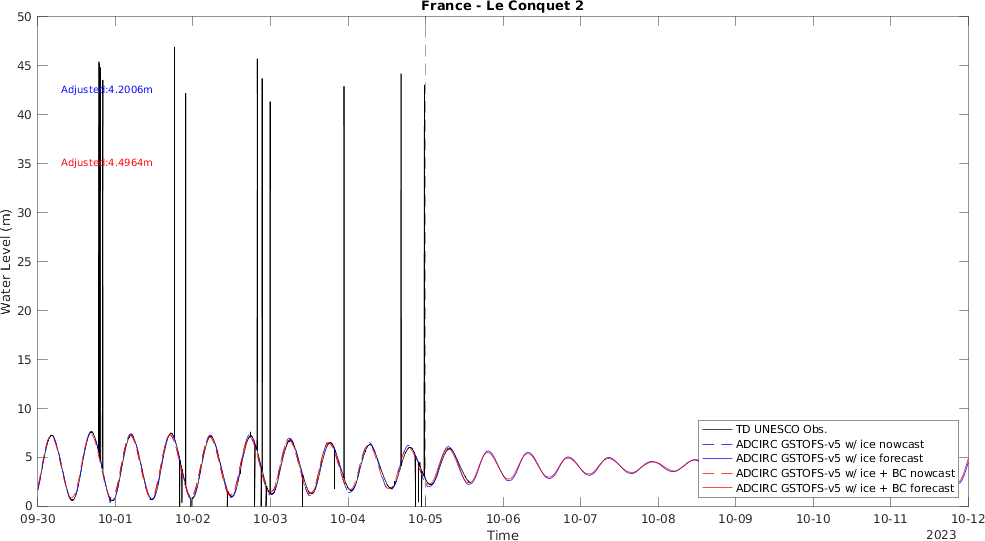 France - Le Conquet 2
50
45
40
35
30
25
20
15
10
5
0
Water Level (m)
Adjusted:4.2006m
Adjusted:4.4964m
TD UNESCO Obs.
ADCIRC GSTOFS-v5 w/ ice nowcast
ADCIRC GSTOFS-v5 w/ ice forecast
ADCIRC GSTOFS-v5 w/ ice + BC nowcast
ADCIRC GSTOFS-v5 w/ ice + BC forecast
09-30 10-01 10-02 10-03 10-04 10-05 10-06 10-07 10-08 10-09 10-10 10-11 10-12
Time
2023